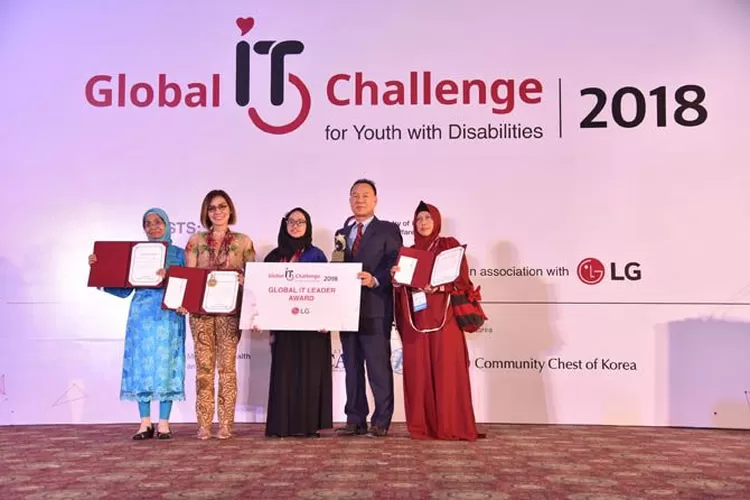 Global IT Challenge
for Youth with Disabilities
2018
STS:
Global IT Challenge 2018
GLOBAL IT LEADER
AWARD
LG
in association with LG
Community Chest of Korea